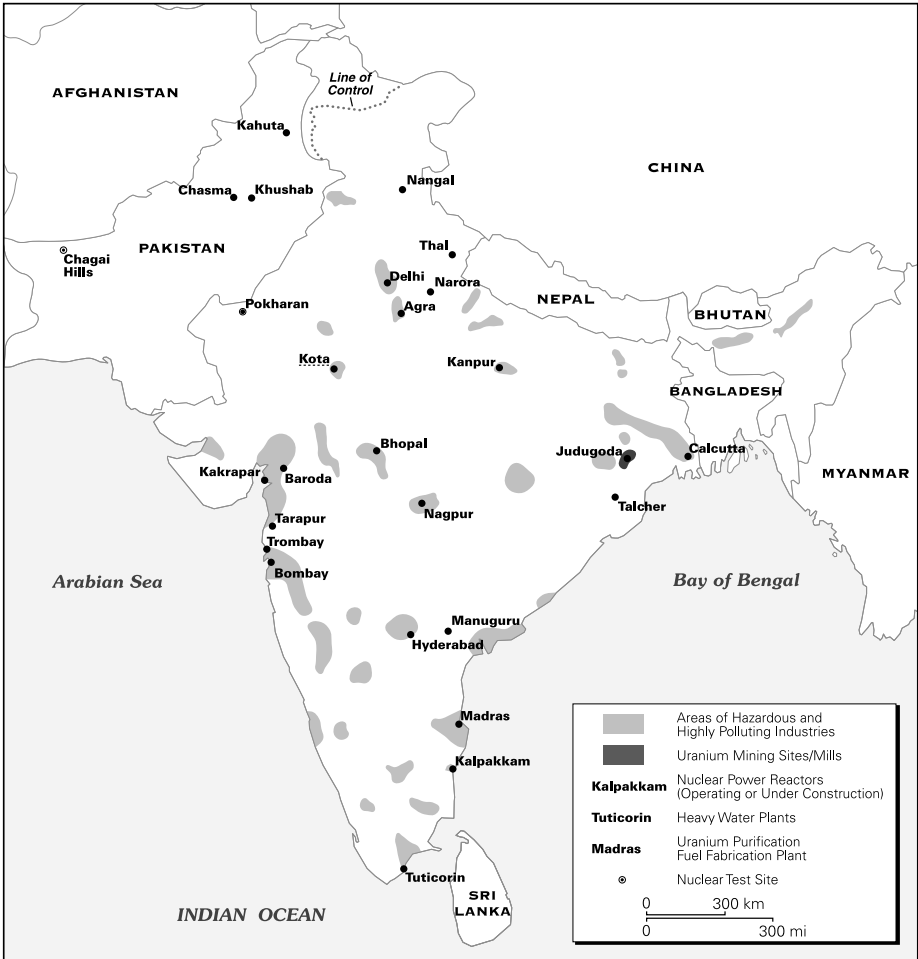 Line of
Control
AFGHANISTAN
Kahuta
CHINA
Nangal
Chasma
Khushab
PAKISTAN
Thal
Chagai
Hills
Delhi
Narora
NEPAL
Pokharan
Agra
BHUTAN
Kota
Kanpur
BANGLADESH
Bhopal
Judugoda
Calcutta
Kakrapar
Baroda
MYANMAR
Nagpur
Talcher
Tarapur
Trombay
Bombay
Arabian Sea
Bay of Bengal
Manuguru
Hyderabad
Madras
Kalpakkam
Tuticorin
SRI
LANKA
INDIAN OCEAN
Areas of Hazardous and
Highly Polluting Industries
Uranium Mining Sites/Mills
Kalpakkam Nuclear Power Reactors
(Operating or Under Construction)
Tuticorin Heavy Water Plants
Madras Uranium Purification
Fuel Fabrication Plant
Nuclear Test Site
0 300 km
0 300 mi